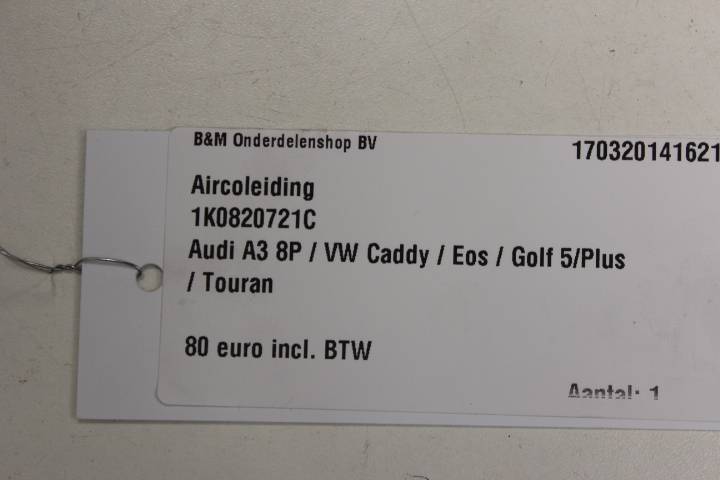 B&M Onderdelenshop BV 170320141621
Aircoleiding
1K0820721C
Audi A3 8P / VW Caddy / Eos / Golf 5/Plus
/ Touran
80 euro incl. BTW
Aantal: 1